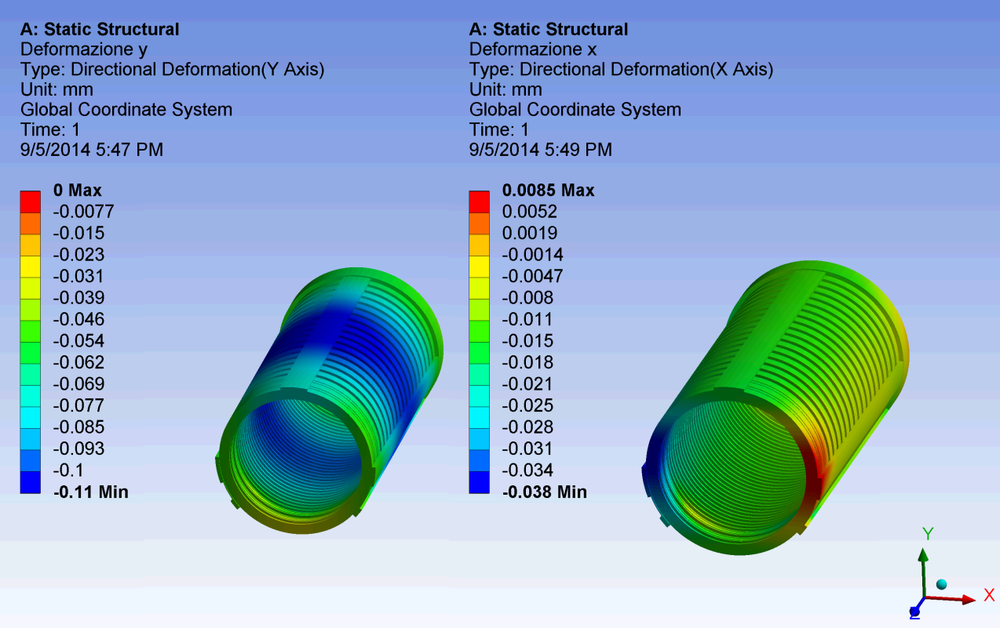 A: Static Structural
Deformazione y
Type: Directional Deformation(Y Axis)
Unit: mm
Global Coordinate System
Time: 1
9/5/2014 5:47 PM
0 Max
-0.0077
-0.015
-0.023
-0.031
-0.039
-0.046
-0.054
-0.062
-0.069
-0.077
-0.085
-0.093
-0.1
-0.11 Min
A: Static Structural
Deformazione x
Type: Directional Deformation(X Axis)
Unit: mm
Global Coordinate System
Time: 1
9/5/2014 5:49 PM
0.0085 Max
0.0052
0.0019
-0.0014
-0.0047
-0.008
-0.011
-0.015
-0.018
-0.021
-0.025
-0.028
-0.031
-0.034
-0.038 Min
Y
X
Z